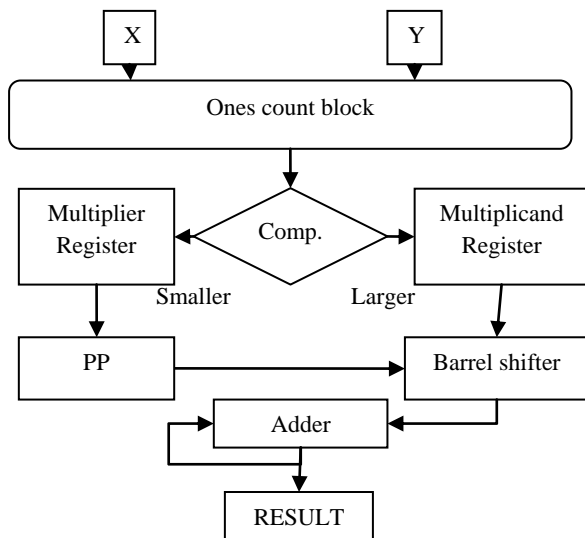 X
Y
Ones count block
Multiplier
Register
Comp.
Multiplicand
Register
Smaller
Larger
PP
Barrel shifter
Adder
RESULT